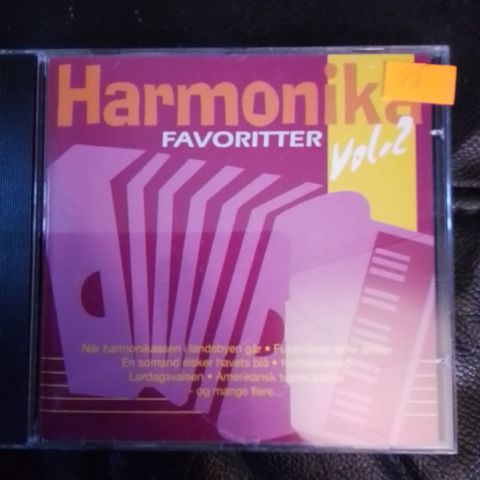 Harmonika
FAVORITTER
Vol.2
Når harmonikassen i landsbyen går •
En sømand elsker havets blå •
Lørdagsvalsen • Amerikansk
- og mange flere...